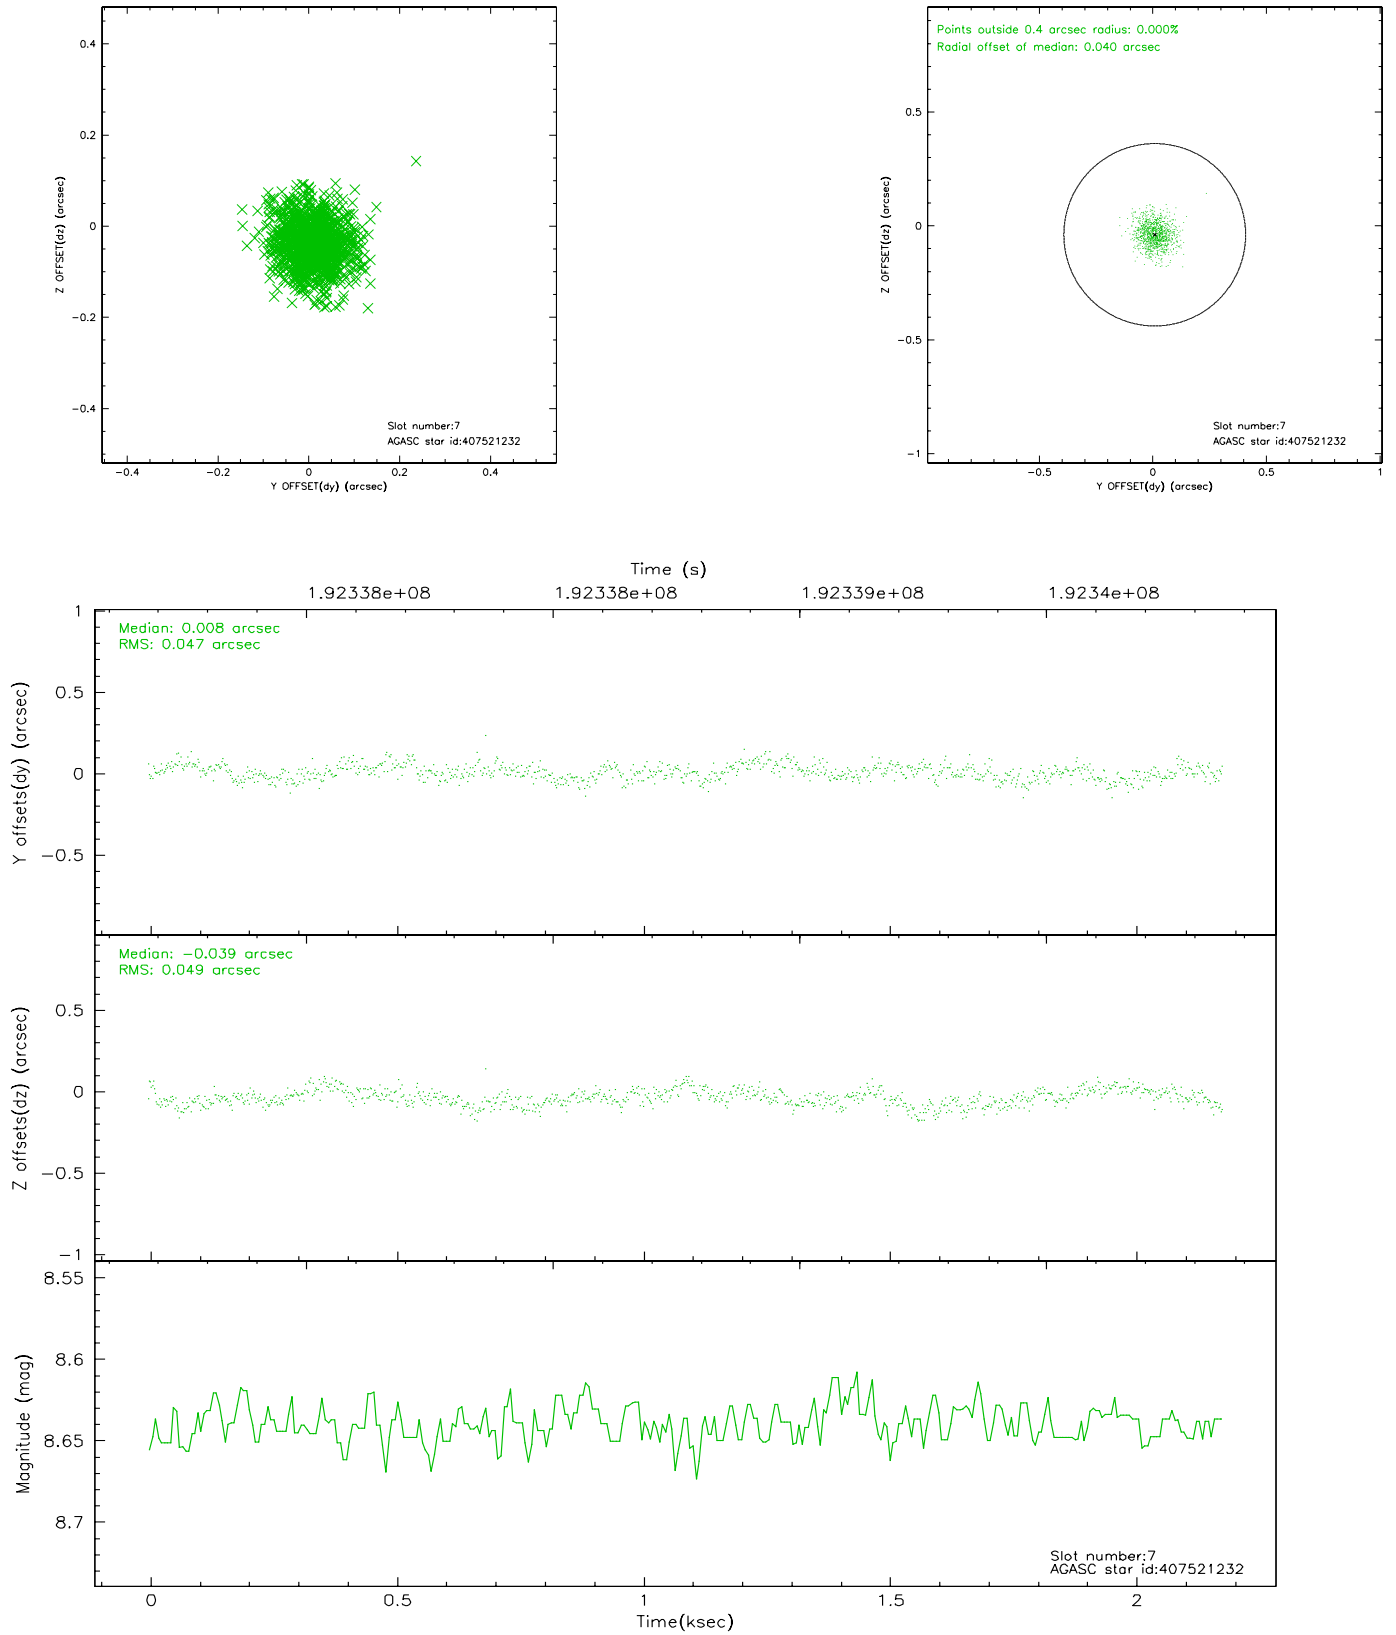 0.4
0.2
0
−0.2
−0.4
Z OFFSET(dz) (arcsec)
−0.4
−0.2
0
0.2
0.4
Y OFFSET(dy) (arcsec)
Slot number:7
AGASC star id:407521232
Points outside 0.4 arcsec radius: 0.000%
Radial offset of median: 0.040 arcsec
0.5
0
−0.5
−1
Z OFFSET(dz) (arcsec)
−0.5
0
0.5
1
Y OFFSET(dy) (arcsec)
Slot number:7
AGASC star id:407521232
Time (s)
1.92338e+08
1.92338e+08
1.92339e+08
1.9234e+08
Median: 0.008 arcsec
RMS: 0.047 arcsec
1
0.5
0
−0.5
Y offsets(dy) (arcsec)
Median: −0.039 arcsec
RMS: 0.049 arcsec
0.5
0
−0.5
−1
Z offsets(dz) (arcsec)
8.55
8.6
8.65
8.7
Magnitude (mag)
Slot number:7
AGASC star id:407521232
0
0.5
1
1.5
2
Time(ksec)